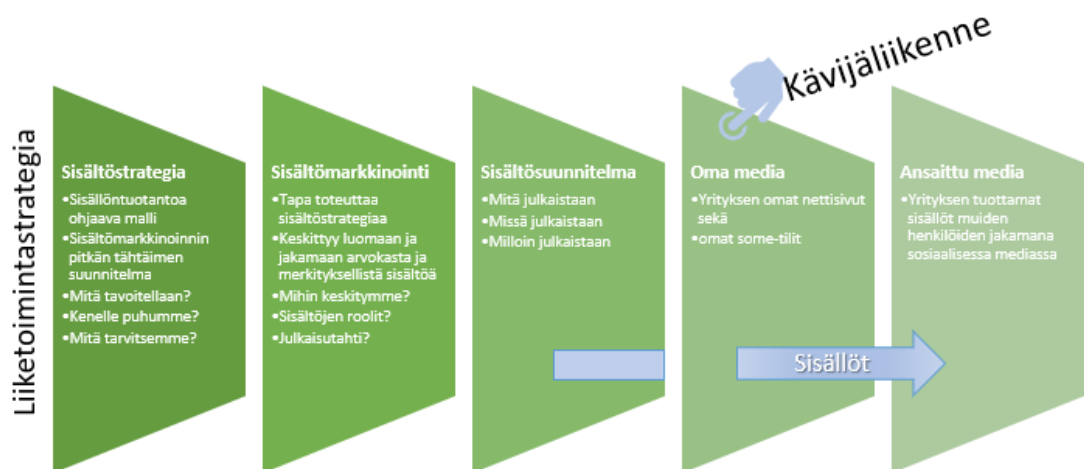 Liiketoimintastrategia
Sisältöstrategia
•Sisällöntuotantoa
ohjaava malli
•Sisältömarkkinoinnin
pitkän tähtäimen
suunnitelma
•Mitä tavoitellaan?
•Kenelle puhumme?
•Mitä tarvitsemme?
Sisältömarkkinointi
•Tapa toteuttaa
sisältöstrategiaa
•Keskittyy luomaan ja
jakamaan arvokasta ja
merkityksellistä sisältöä
•Mihin keskitymme?
•Sisältöjen roolit?
•Julkaisutahti?
Sisältösuunnitelma
•Mitä julkaistaan
•Missä julkaistaan
•Milloin julkaistaan
Kävijäliikenne
Oma media
•Yrityksen omat nettisivut
sekä
•omat some-tilit
Ansaittu media
•Yrityksen tuottamat
sisällöt muiden
henkilöiden jakamana
sosiaalisessa mediassa
Sisällöt